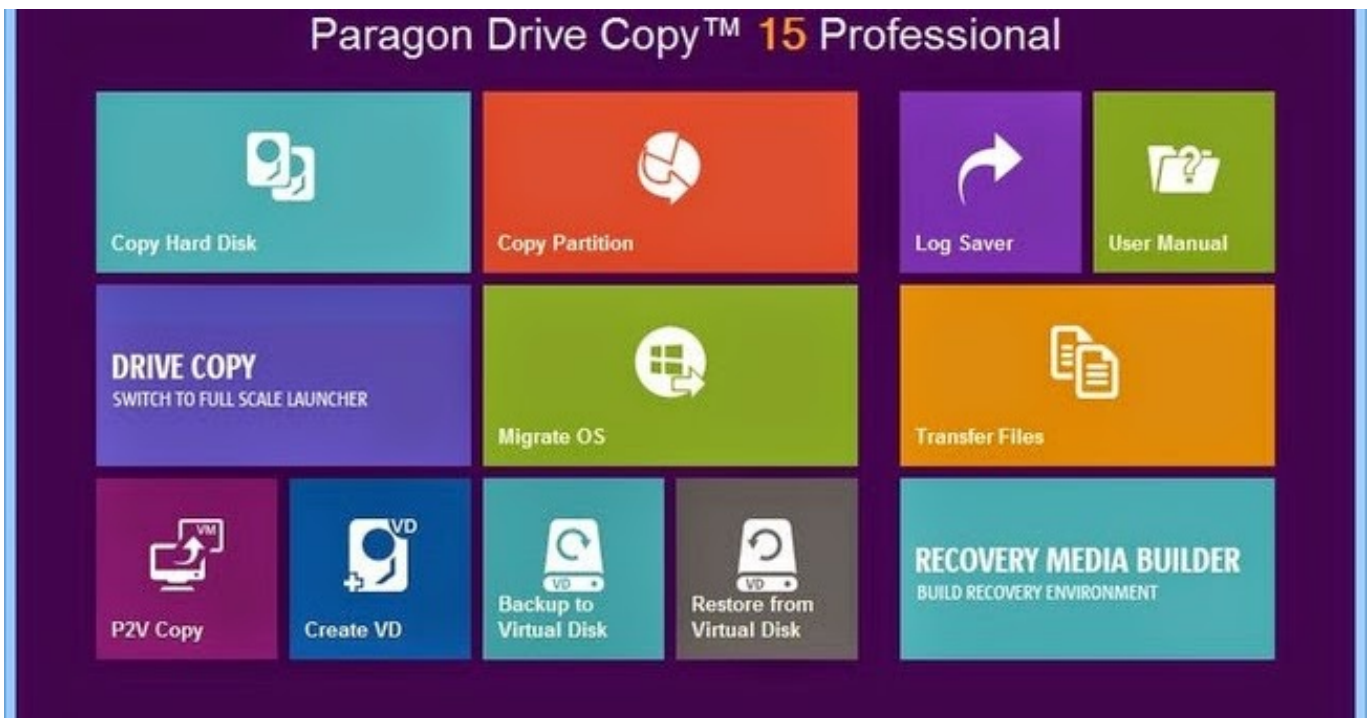 Paragon Drive Copy™ 15 Professional
Copy Hard Disk
Copy Partition
Log Saver
User Manual
DRIVE COPY
SWITCH TO FULL SCALE LAUNCHER
Migrate OS
Transfer Files
VM
P2V Copy
VD
Create VD
VD
Backup to
Virtual Disk
VD
Restore from
Virtual Disk
RECOVERY MEDIA BUILDER
BUILD RECOVERY ENVIRONMENT